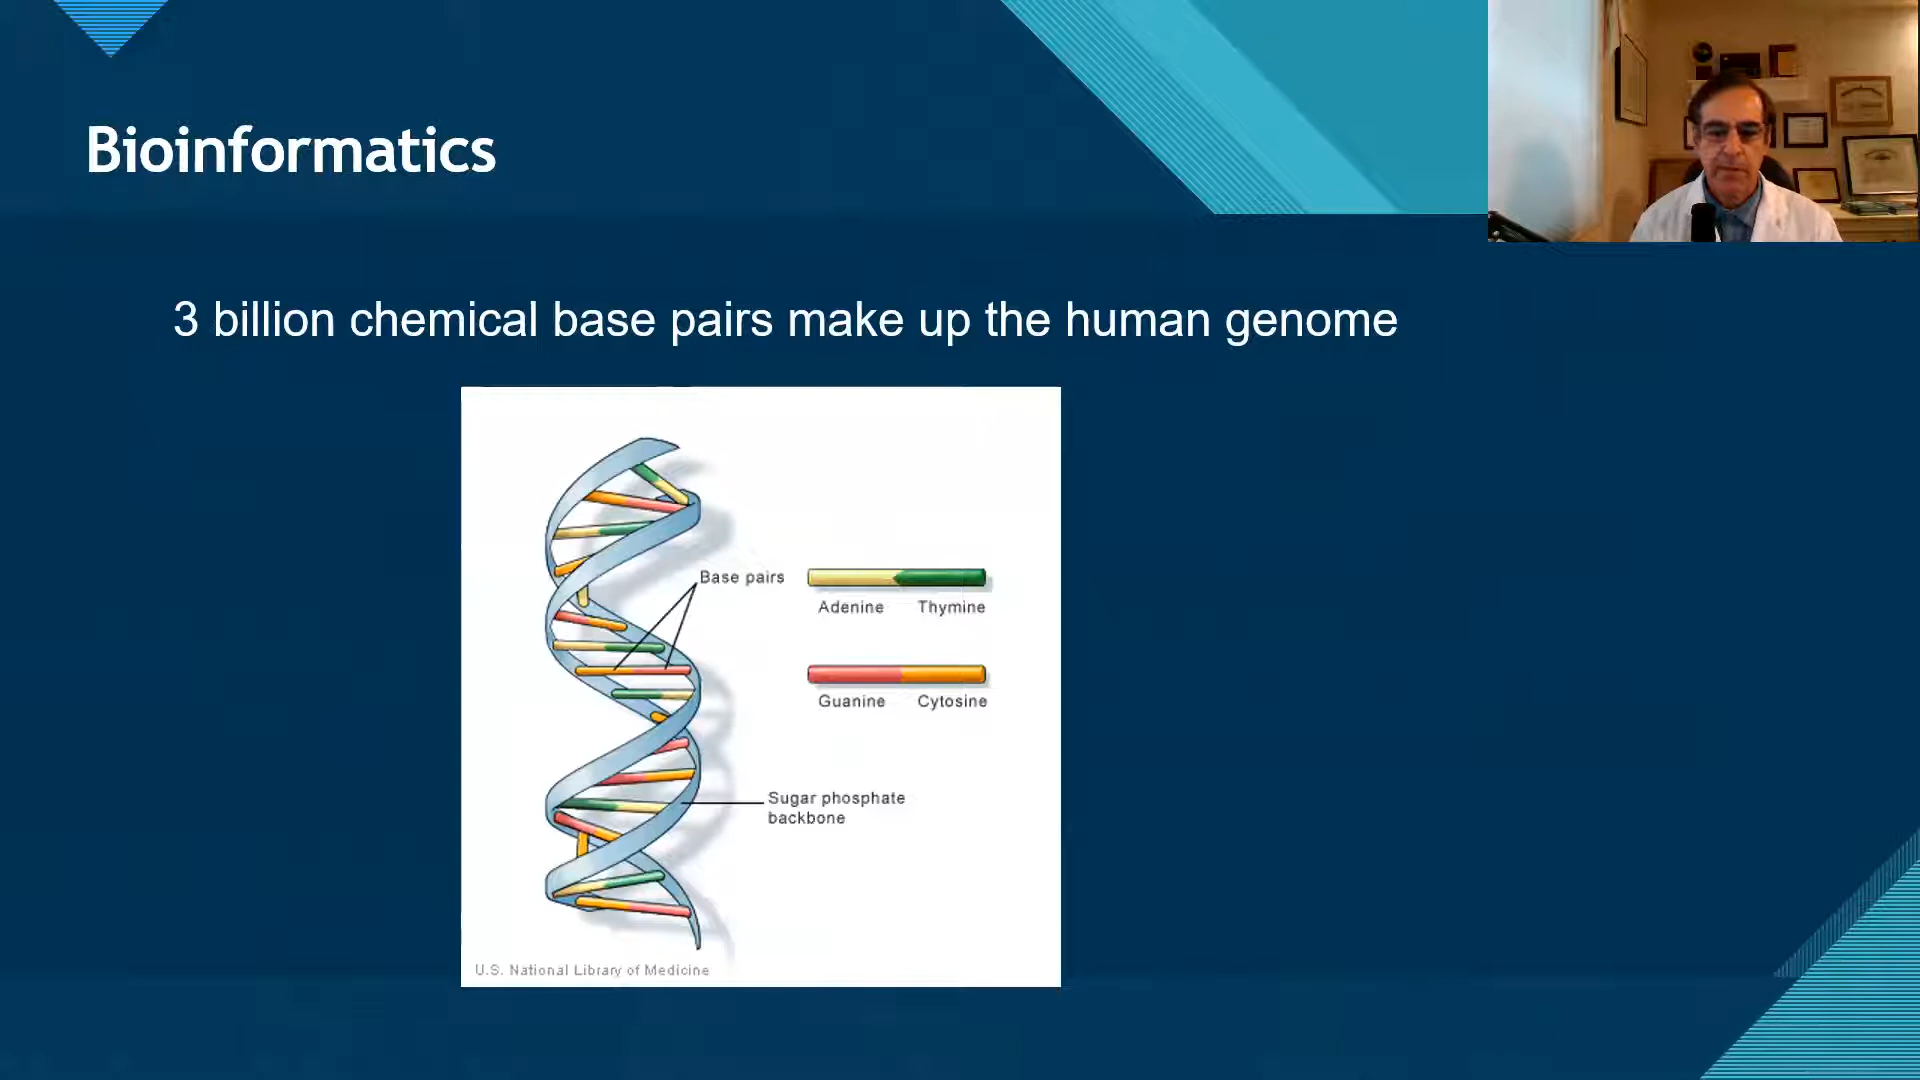 Bioinformatics
3 billion chemical base pairs make up the human genome
Base pairs
Adenine Thymine
Guanine Cytosine
Sugar phosphate
backbone
U.S. National Library of Medicine